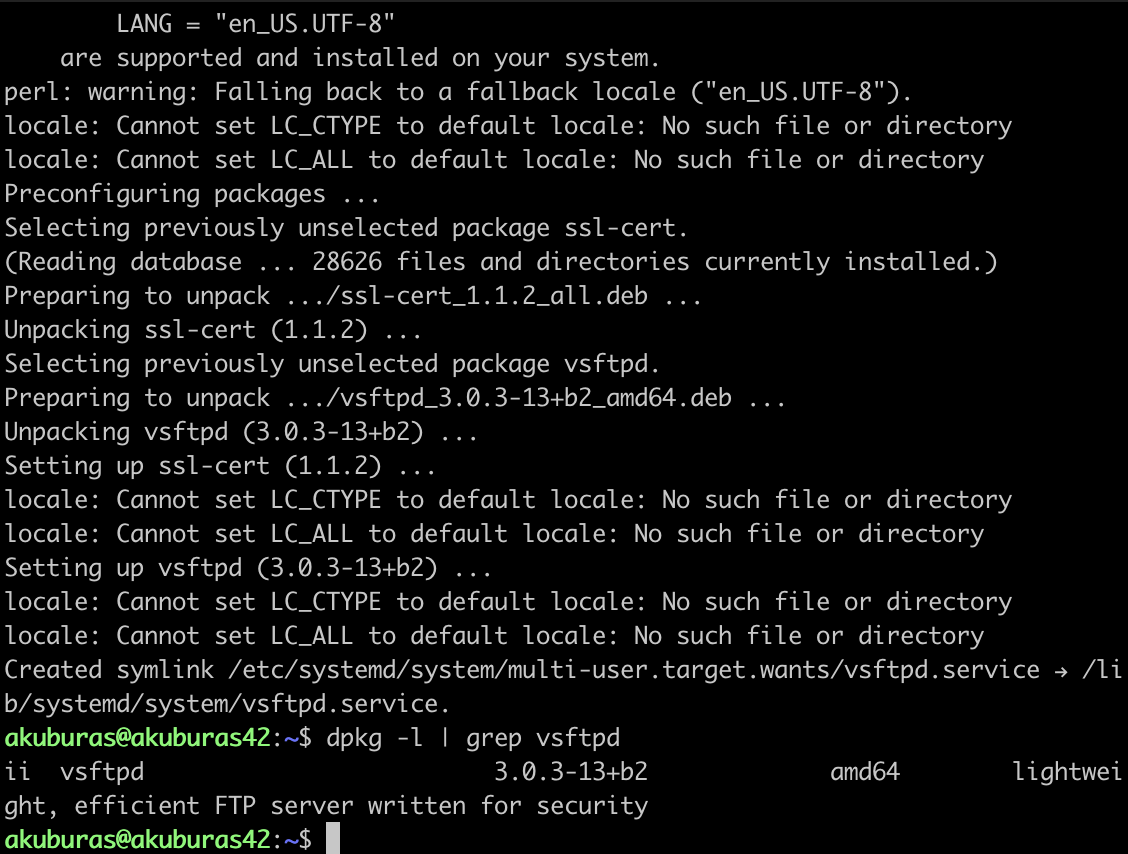 LANG = "en_US.UTF-8"
are supported and installed on your system.
perl: warning: Falling back to a fallback locale ("en_US.UTF-8").
locale: Cannot set LC_CTYPE to default locale: No such file or directory
locale: Cannot set LC_ALL to default locale: No such file or directory
Preconfiguring packages ...
Selecting previously unselected package ssl-cert.
(Reading database ... 28626 files and directories currently installed.)
Preparing to unpack .../ssl-cert_1.1.2_all.deb ...
Unpacking ssl-cert (1.1.2) ...
Selecting previously unselected package vsftpd.
Preparing to unpack .../vsftpd_3.0.3-13+b2_amd64.deb ...
Unpacking vsftpd (3.0.3-13+b2) ...
Setting up ssl-cert (1.1.2) ...
locale: Cannot set LC_CTYPE to default locale: No such file or directory
locale: Cannot set LC_ALL to default locale: No such file or directory
Setting up vsftpd (3.0.3-13+b2) ...
locale: Cannot set LC_CTYPE to default locale: No such file or directory
locale: Cannot set LC_ALL to default locale: No such file or directory
Created symlink /etc/systemd/system/multi-user.target.wants/vsftpd.service → /li
b/systemd/system/vsftpd.service.
akuburas@akuburas42:~$ dpkg -l | grep vsftpd
ii  vsftpd                         3.0.3-13+b2             amd64        lightwei
ght, efficient FTP server written for security
akuburas@akuburas42:~$